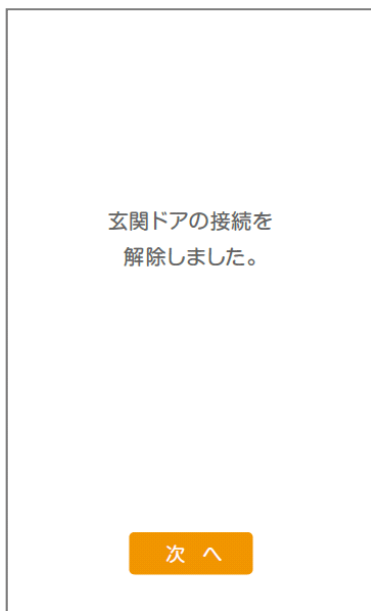 玄関ドアの接続を
解除しました。
次 へ